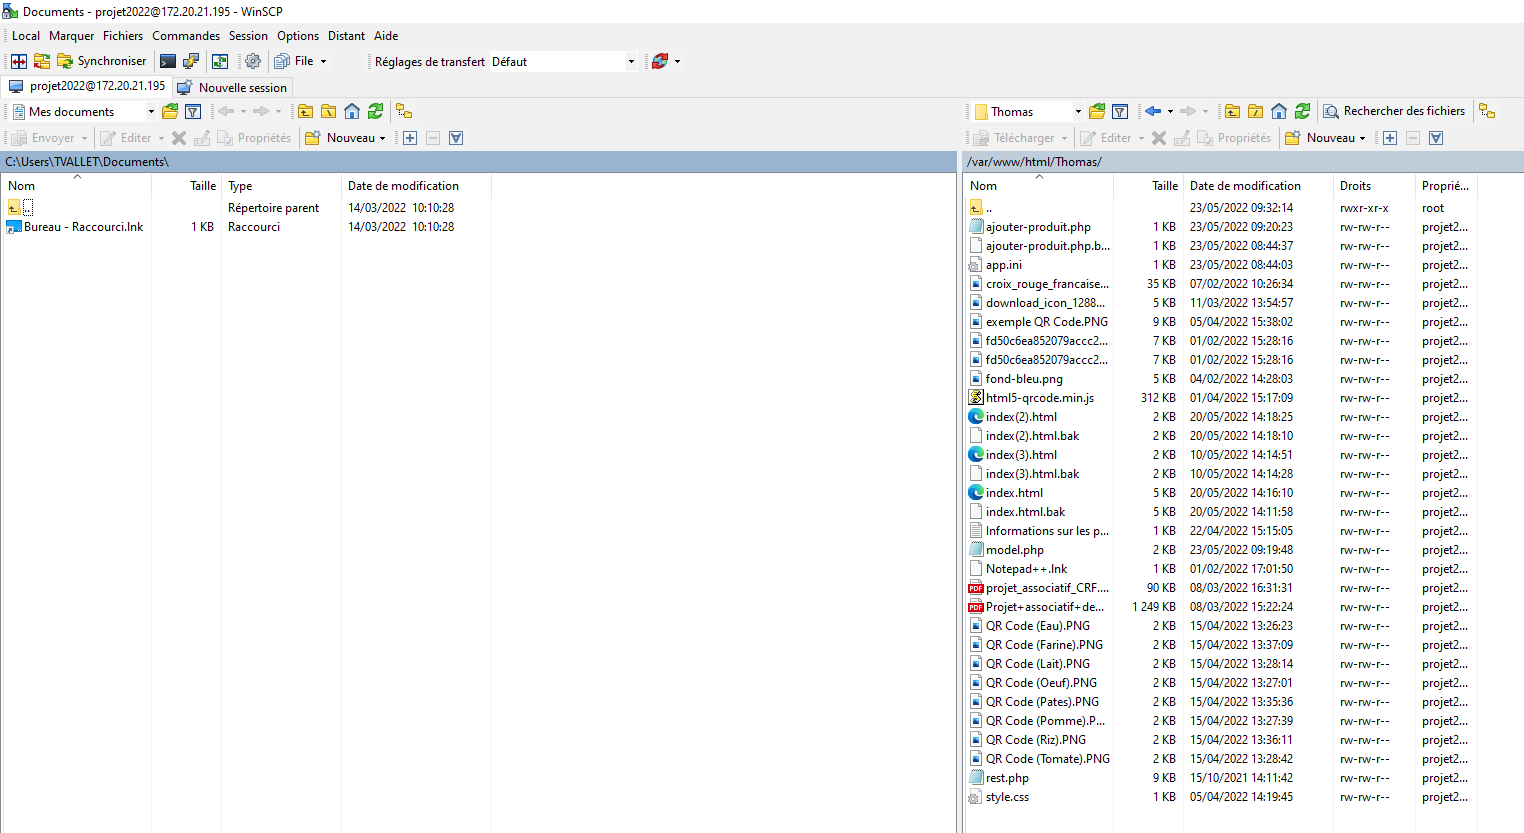 Documents - projet2022@172.20.21.195 - WinSCP
Local Marquer Fichiers Commandes Session Options Distant Aide
Synchroniser File Réglages de transfert Défaut
projet2022@172.20.21.195 Nouvelle session
Mes documents
Envoyer Editer Propriétés Nouveau
C:\Users\TVALLET\Documents\
Nom Taille Type Date de modification
.. Répertoire parent 14/03/2022 10:10:28
Bureau - Raccourci.lnk 1 KB Raccourci 14/03/2022 10:10:28
Thomas Rechercher des fichiers
Télécharger Editer Propriétés Nouveau
/var/www/html/Thomas/
Nom Taille Date de modification Droits Proprié...
.. 23/05/2022 09:32:14 rwxr-xr-x root
ajouter-produit.php 1 KB 23/05/2022 09:20:23 rw-rw-r-- projet2...
ajouter-produit.php.b... 1 KB 23/05/2022 08:44:37 rw-rw-r-- projet2...
app.ini 1 KB 23/05/2022 08:44:03 rw-rw-r-- projet2...
croix_rouge_francaise... 35 KB 07/02/2022 10:26:34 rw-rw-r-- projet2...
download_icon_1288... 5 KB 11/03/2022 13:54:57 rw-rw-r-- projet2...
exemple QR Code.PNG 9 KB 05/04/2022 15:38:02 rw-rw-r-- projet2...
fd50c6ea852079accc2... 7 KB 01/02/2022 15:28:16 rw-rw-r-- projet2...
fd50c6ea852079accc2... 7 KB 01/02/2022 15:28:16 rw-rw-r-- projet2...
fond-bleu.png 5 KB 04/02/2022 14:28:03 rw-rw-r-- projet2...
html5-qrcode.min.js 312 KB 01/04/2022 15:17:09 rw-rw-r-- projet2...
index(2).html 2 KB 20/05/2022 14:18:25 rw-rw-r-- projet2...
index(2).html.bak 2 KB 20/05/2022 14:18:10 rw-rw-r-- projet2...
index(3).html 2 KB 10/05/2022 14:14:51 rw-rw-r-- projet2...
index(3).html.bak 2 KB 10/05/2022 14:14:28 rw-rw-r-- projet2...
index.html 5 KB 20/05/2022 14:16:10 rw-rw-r-- projet2...
index.html.bak 5 KB 20/05/2022 14:11:58 rw-rw-r-- projet2...
Informations sur les p... 1 KB 22/04/2022 15:15:05 rw-rw-r-- projet2...
model.php 2 KB 23/05/2022 09:19:48 rw-rw-r-- projet2...
Notepad++.lnk 1 KB 01/02/2022 17:01:50 rw-rw-r-- projet2...
PDF projet_associatif_CRF.... 90 KB 08/03/2022 16:31:31 rw-rw-r-- projet2...
PDF Projet+associatif+de... 1 249 KB 08/03/2022 15:22:24 rw-rw-r-- projet2...
QR Code (Eau).PNG 2 KB 15/04/2022 13:26:23 rw-rw-r-- projet2...
QR Code (Farine).PNG 2 KB 15/04/2022 13:37:09 rw-rw-r-- projet2...
QR Code (Lait).PNG 2 KB 15/04/2022 13:28:14 rw-rw-r-- projet2...
QR Code (Oeuf).PNG 2 KB 15/04/2022 13:27:01 rw-rw-r-- projet2...
QR Code (Pates).PNG 2 KB 15/04/2022 13:35:36 rw-rw-r-- projet2...
QR Code (Pomme).P... 2 KB 15/04/2022 13:27:39 rw-rw-r-- projet2...
QR Code (Riz).PNG 2 KB 15/04/2022 13:36:11 rw-rw-r-- projet2...
QR Code (Tomate).PNG 2 KB 15/04/2022 13:28:42 rw-rw-r-- projet2...
rest.php 9 KB 15/10/2021 14:11:42 rw-rw-r-- projet2...
style.css 1 KB 05/04/2022 14:19:45 rw-rw-r-- projet2...